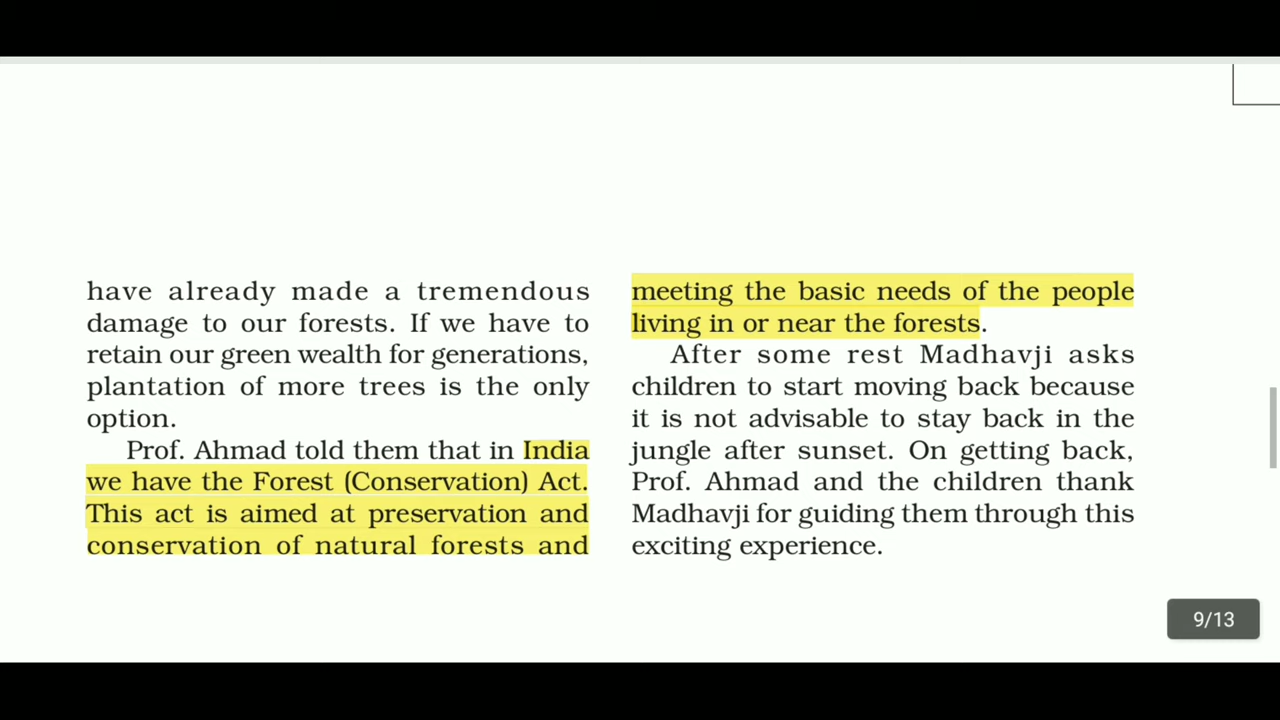 have already made a tremendous
damage to our forests. If we have to
retain our green wealth for generations,
plantation of more trees is the only
option.
Prof. Ahmad told them that in India
we have the Forest (Conservation) Act.
This act is aimed at preservation and
conservation of natural forests and
meeting the basic needs of the people
living in or near the forests.
After some rest Madhavji asks
children to start moving back because
it is not advisable to stay back in the
jungle after sunset. On getting back,
Prof. Ahmad and the children thank
Madhavji for guiding them through this
exciting experience.
9/13